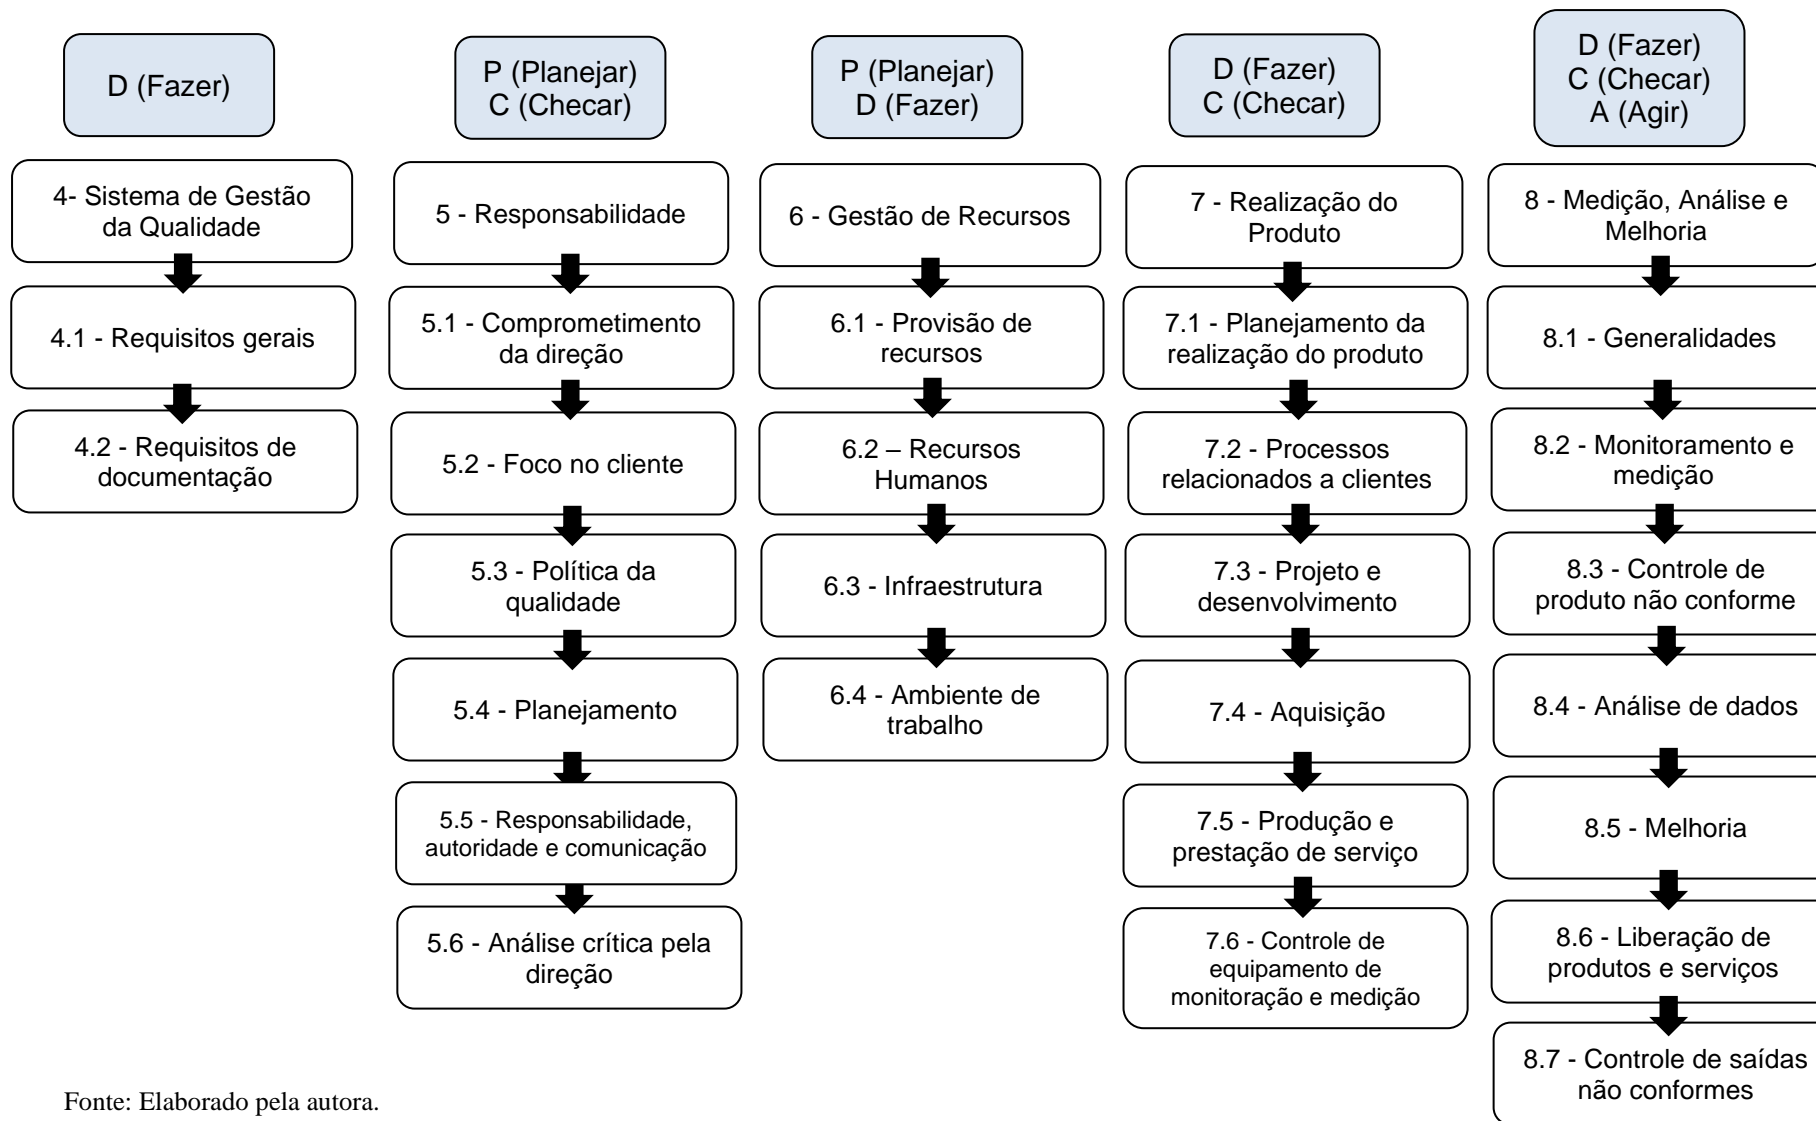 D (Fazer)
4- Sistema de Gestão
da Qualidade
4.1 - Requisitos gerais
4.2 - Requisitos de
documentação
P (Planejar)
C (Checar)
5 - Responsabilidade
5.1 - Comprometimento
da direção
5.2 - Foco no cliente
5.3 - Política da
qualidade
5.4 - Planejamento
5.5 - Responsabilidade,
autoridade e comunicação
5.6 - Análise crítica pela
direção
P (Planejar)
D (Fazer)
6 - Gestão de Recursos
6.1 - Provisão de
recursos
6.2 – Recursos
Humanos
6.3 - Infraestrutura
6.4 - Ambiente de
trabalho
D (Fazer)
C (Checar)
7 - Realização do
Produto
7.1 - Planejamento da
realização do produto
7.2 - Processos
relacionados a clientes
7.3 - Projeto e
desenvolvimento
7.4 - Aquisição
7.5 - Produção e
prestação de serviço
7.6 - Controle de
equipamento de
monitoração e medição
D (Fazer)
C (Checar)
A (Agir)
8 - Medição, Análise e
Melhoria
8.1 - Generalidades
8.2 - Monitoramento e
medição
8.3 - Controle de
produto não conforme
8.4 - Análise de dados
8.5 - Melhoria
8.6 - Liberação de
produtos e serviços
8.7 - Controle de saídas
não conformes
Fonte: Elaborado pela autora.